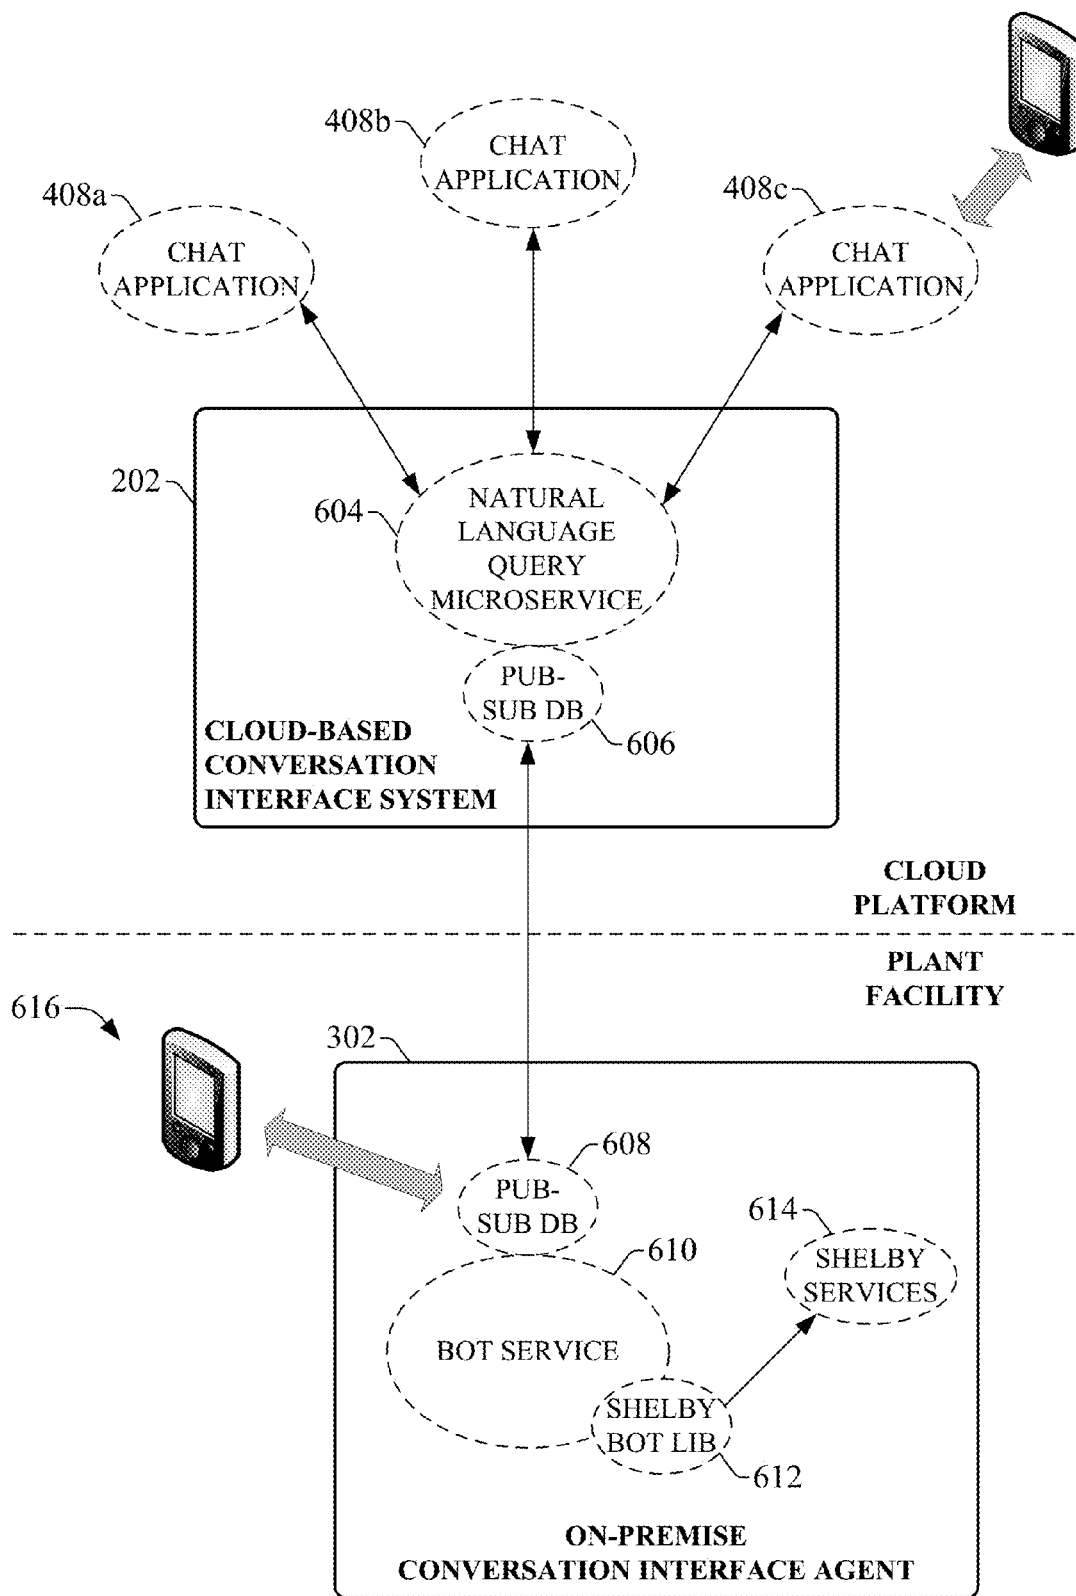 408b
CHAT
APPLICATION
408a
CHAT
APPLICATION
408c
CHAT
APPLICATION
202
604
NATURAL
LANGUAGE
QUERY
MICROSERVICE
PUB-
SUB DB
606
CLOUD-BASED
CONVERSATION
INTERFACE SYSTEM
CLOUD
PLATFORM
PLANT
FACILITY
616
302
608
PUB-
SUB DB
610
614
SHELBY
SERVICES
BOT SERVICE
SHELBY
BOT LIB
612
ON-PREMISE
CONVERSATION INTERFACE AGENT